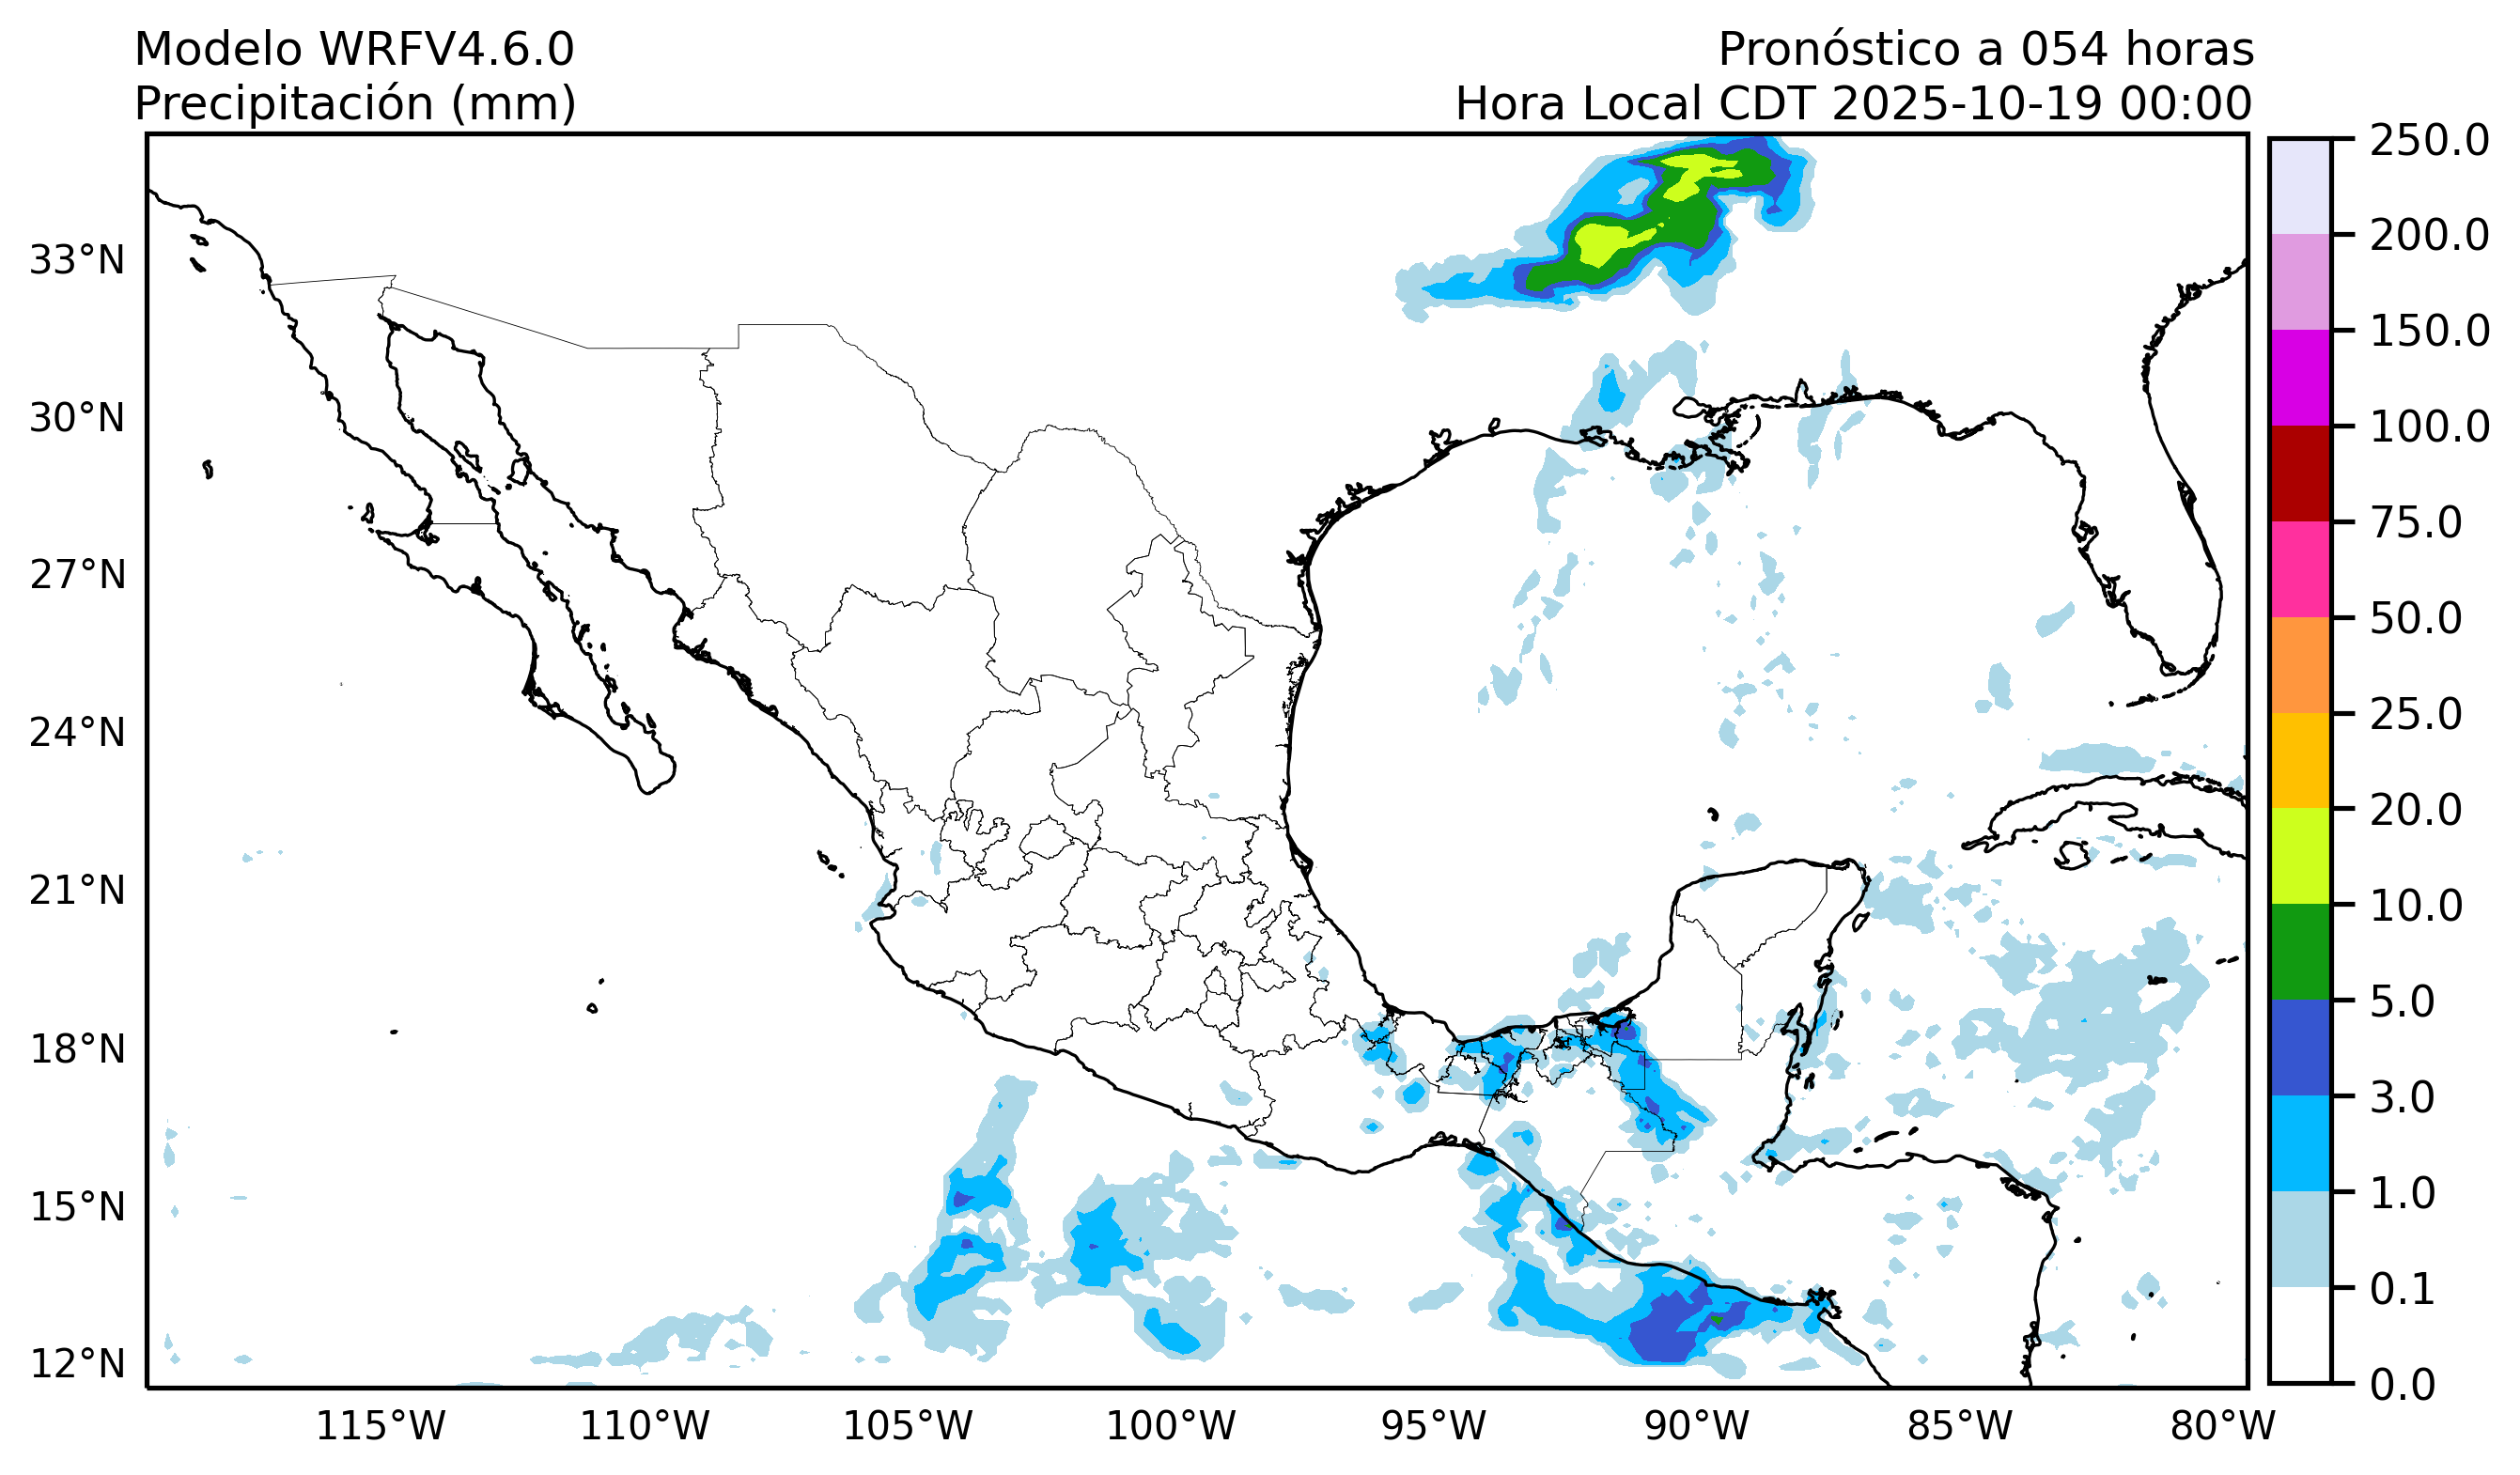 Modelo WRFV4.6.0
Precipitación (mm)
Pronóstico a 054 horas
Hora Local CDT 2025-10-19 00:00
33°N
30°N
27°N
24°N
21°N
18°N
15°N
12°N
115°W
110°W
105°W
100°W
95°W
90°W
85°W
80°W
250.0
200.0
150.0
100.0
75.0
50.0
25.0
20.0
10.0
5.0
3.0
1.0
0.1
0.0